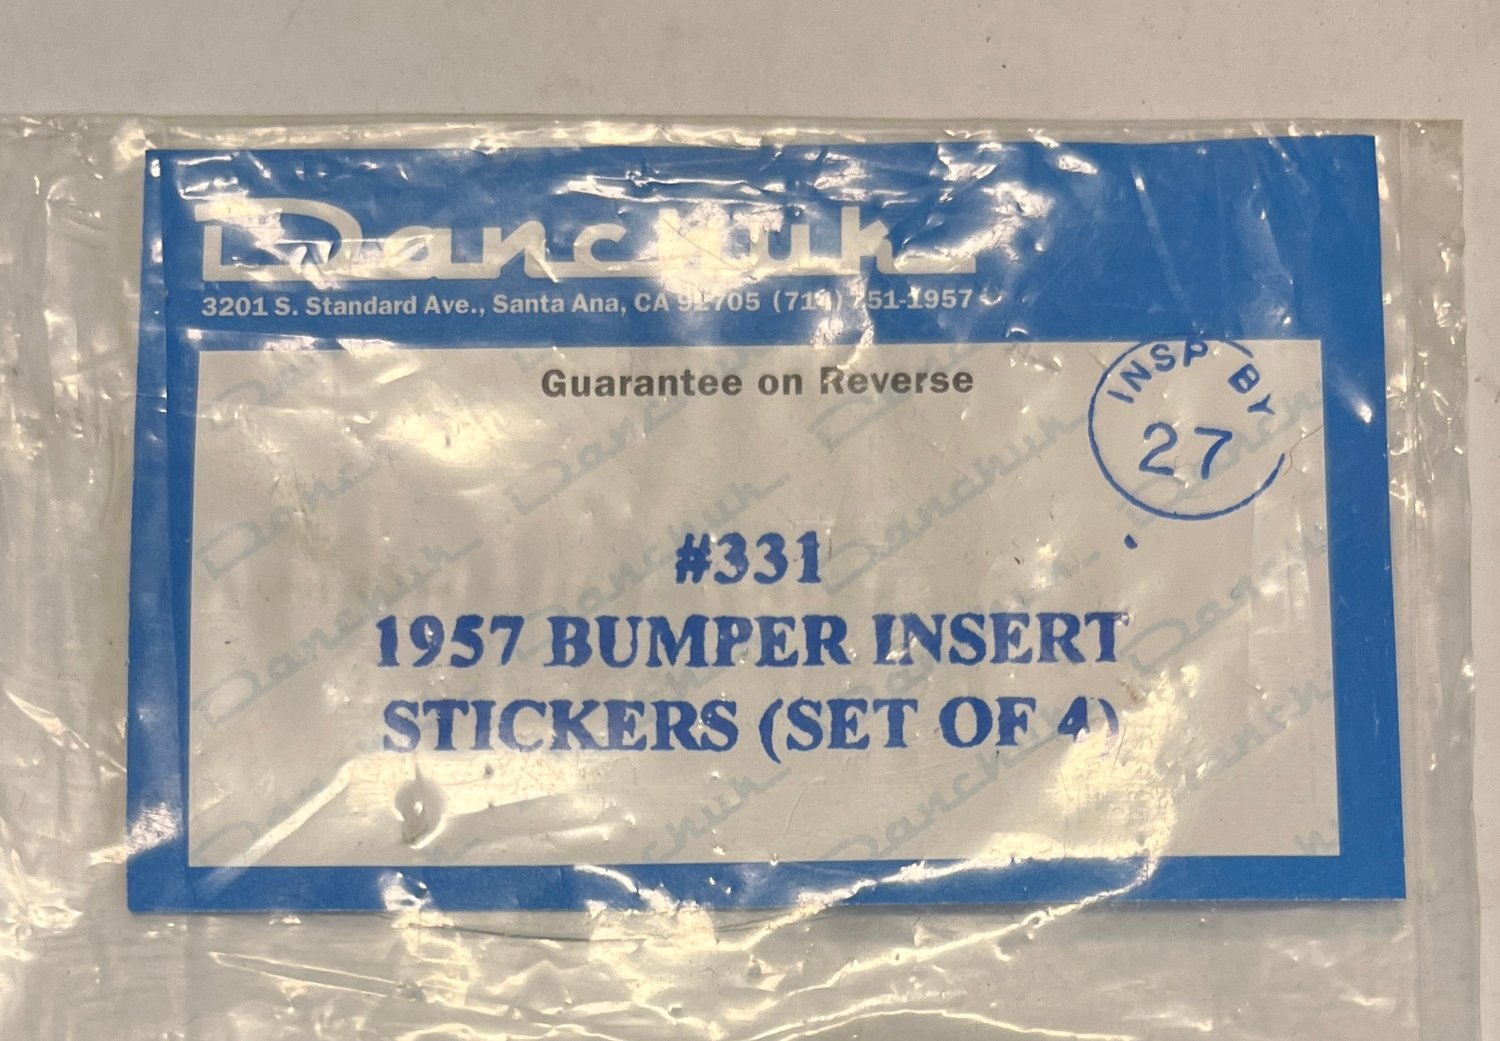 Danchuk
3201 S. Standard Ave., Santa Ana, CA 92705 (714) 751-1957
Guarantee on Reverse
INSP BY
27
#331
1957 BUMPER INSERT
STICKERS (SET OF 4)